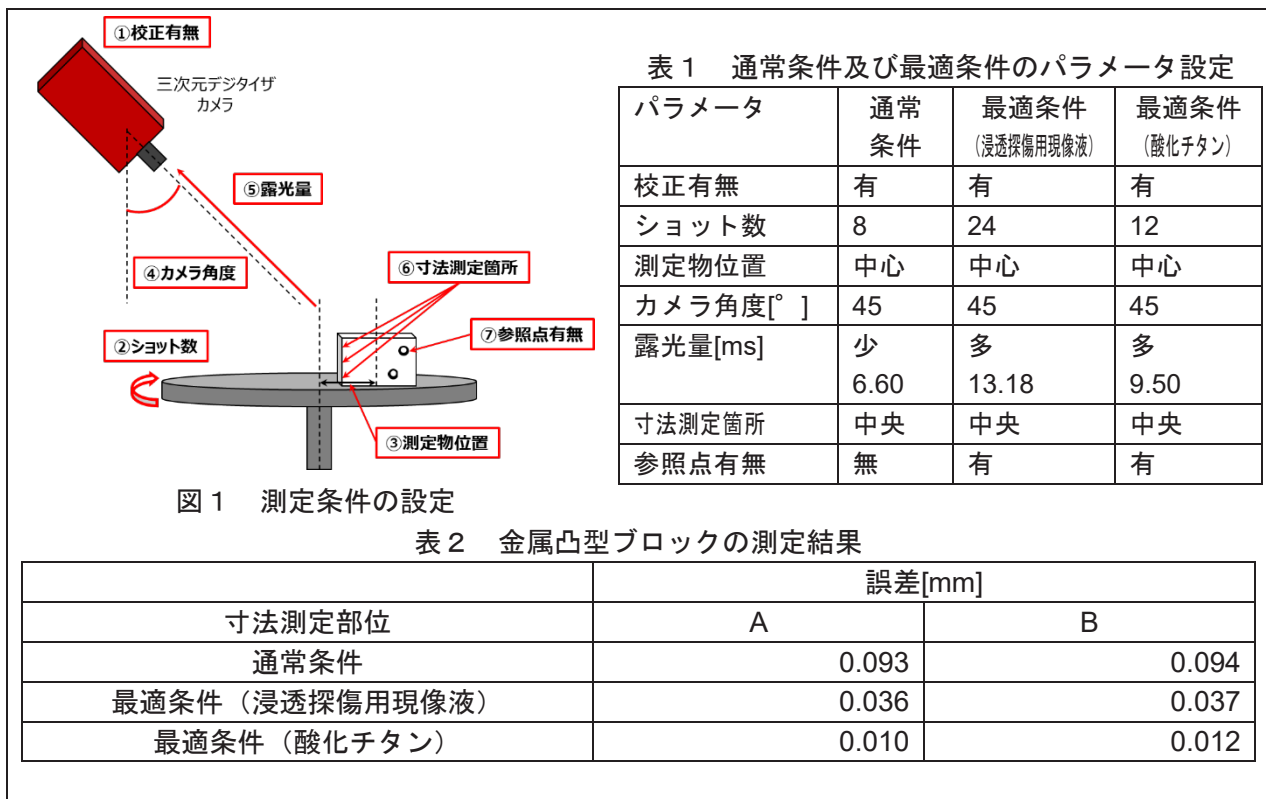 ①校正有無
三次元デジタイザ
カメラ
⑤露光量
④カメラ角度
⑥寸法測定箇所
②ショット数
⑦参照点有無
③測定物位置
図1 測定条件の設定
表1 通常条件及び最適条件のパラメータ設定
パラメータ 通常条件 最適条件(浸透探傷用現像液) 最適条件(酸化チタン)
校正有無 有 有 有
ショット数 8 24 12
測定物位置 中心 中心 中心
カメラ角度[°] 45 45 45
露光量[ms] 少 多 多
6.60 13.18 9.50
寸法測定箇所 中央 中央 中央
参照点有無 無 有 有
表2 金属凸型ブロックの測定結果
誤差[mm]
寸法測定部位 A B
通常条件 0.093 0.094
最適条件(浸透探傷用現像液) 0.036 0.037
最適条件(酸化チタン) 0.010 0.012